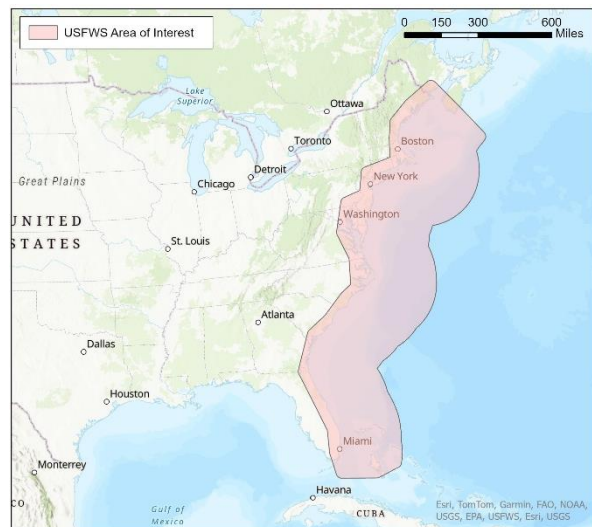 USFWS Area of Interest
0 150 300 600
Miles
Lake
Superior
Ottawa
Toronto
Boston
Detroit
Great Plains
Chicago
New York
UNITED
STATES
Washington
St. Louis
Atlanta
Dallas
Houston
Miami
Monterrey
Havana
CO
Gulf of
Mexico
CUBA
Esri, TomTom, Garmin, FAO, NOAA,
USGS, EPA, USFWS, Esri, USGS